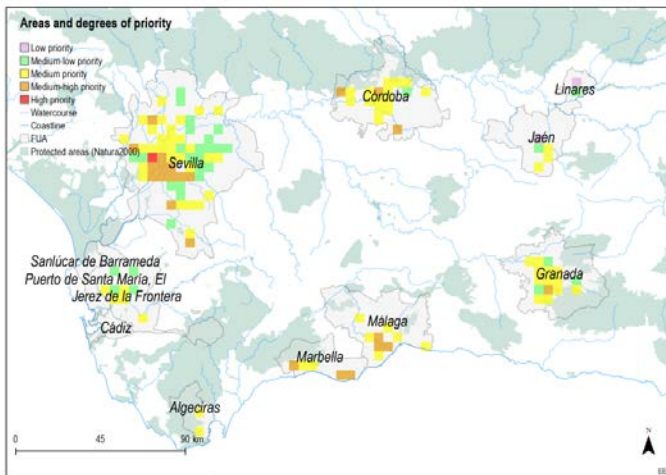 Areas and degrees of priority
Low priority
Medium-low priority
Medium priority
Medium-high priority
High priority
Watercourse
Coastline
FUA
Protected areas (Natura2000)
Córdoba
Linares
Jaén
Sevilla
Sanlúcar de Barrameda
Puerto de Santa María, El
Jerez de la Frontera
Cádiz
Granada
Málaga
Marbella
Algeciras
0 45 90 km
N